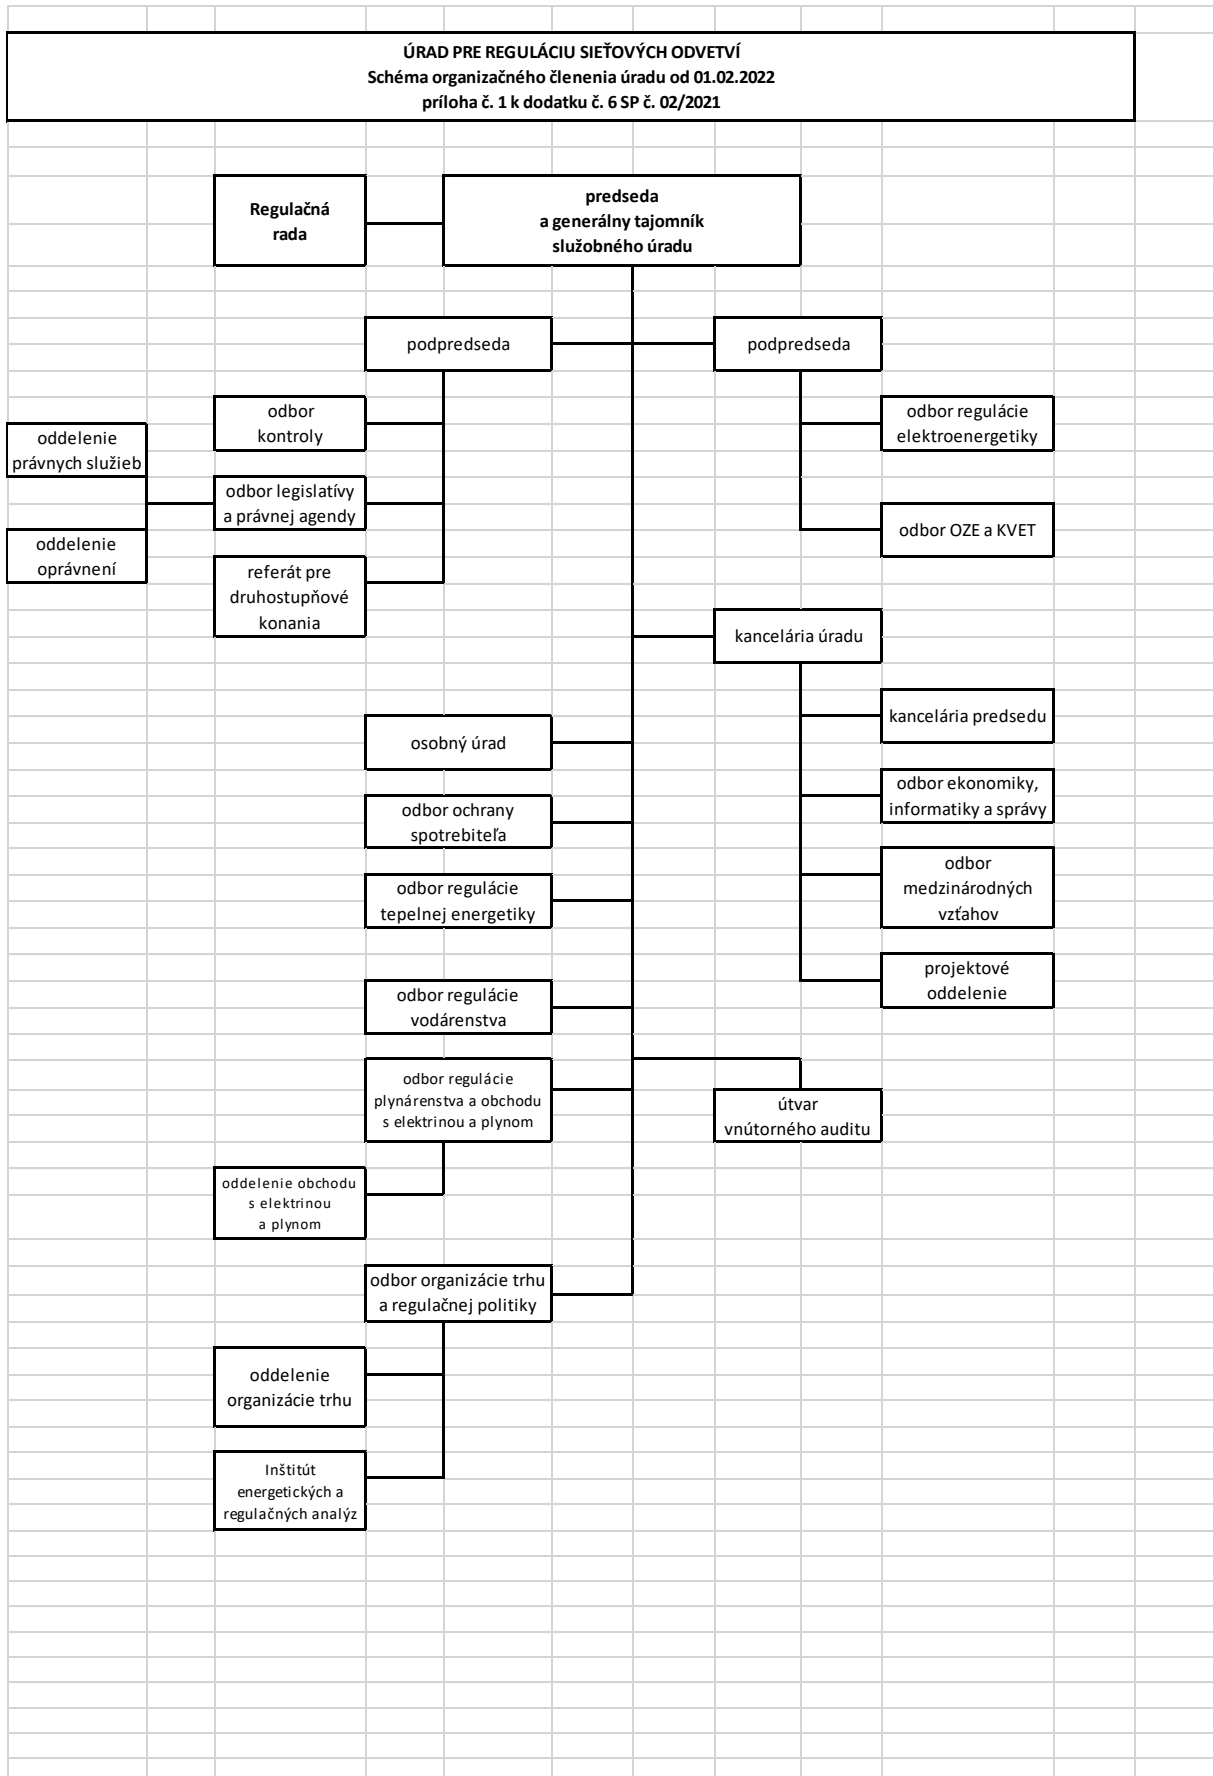 ÚRAD PRE REGULÁCIU SIEŤOVÝCH ODVETVÍ
Schéma organizačného členenia úradu od 01.02.2022
príloha č. 1 k dodatku č. 6 SP č. 02/2021
Regulačná
rada
predseda
a generálny tajomník
služobného úradu
podpredseda
podpredseda
odbor
kontroly
odbor regulácie
elektroenergetiky
oddelenie
právnych služieb
odbor legislatívy
a právnej agendy
odbor OZE a KVET
oddelenie
oprávnení
referát pre
druhostupňové
konania
kancelária úradu
kancelária predsedu
osobný úrad
odbor ekonomiky,
informatiky a správy
odbor ochrany
spotrebiteľa
odbor
medzinárodných
vzťahov
odbor regulácie
tepelnej energetiky
projektové
oddelenie
odbor regulácie
vodárenstva
odbor regulácie
plynárenstva a obchodu
s elektrinou a plynom
útvar
vnútorného auditu
oddelenie obchodu
s elektrinou
a plynom
odbor organizácie trhu
a regulačnej politiky
oddelenie
organizácie trhu
Inštitút
energetických a
regulačných analýz